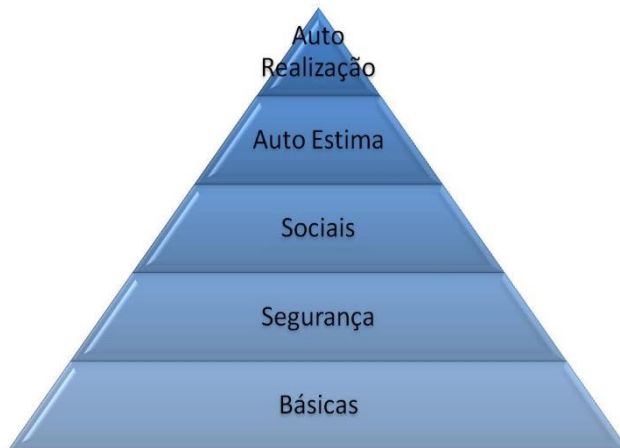 Auto
Realização
Auto Estima
Sociais
Segurança
Básicas